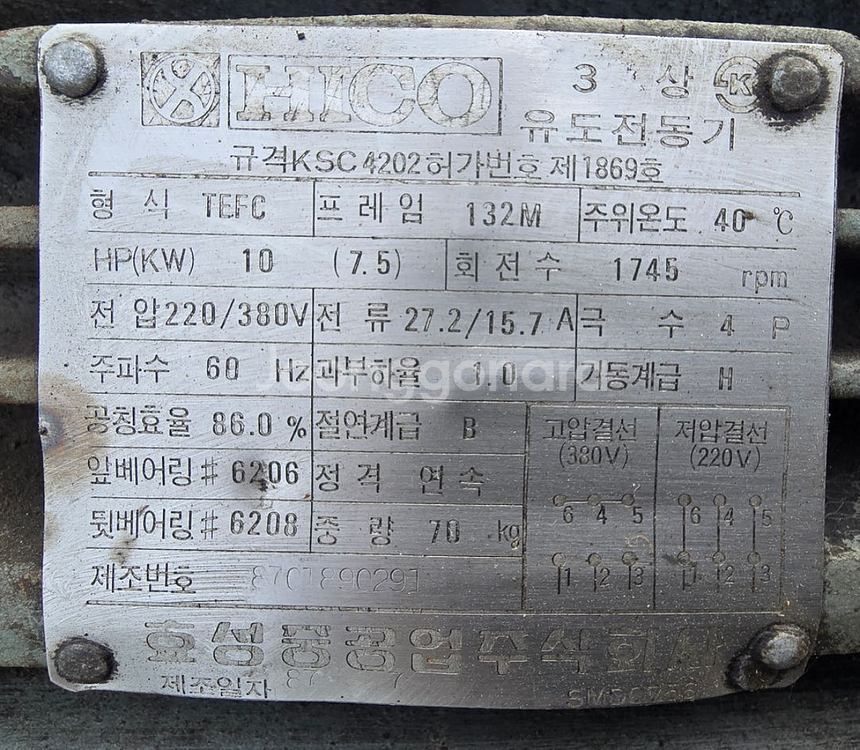 HICO 3 상 K
유도전동기
규격KSC4202허가번호 제1869호
형 식 TEFC 프레임 132M 주위온도 40 ℃
HP(KW) 10 (7.5) 회전수 1745 rpm
전 압 220/380V 전 류 27.2/15.7 A 극 수 4 P
주파수 60 Hz 과부하율 1.0 기동계급 H
공칭효율 86.0 % 절연계급 B 고압결선 저압결선
(380V) (220V)
앞베어링 # 6206 정 격 연 속
6 4 5 6 4 5
뒷베어링 # 6208 중 량 70 kg
1 2 3 1 2 3
제조번호 8701890291
효성중공업주식회사
제조일자 87 7